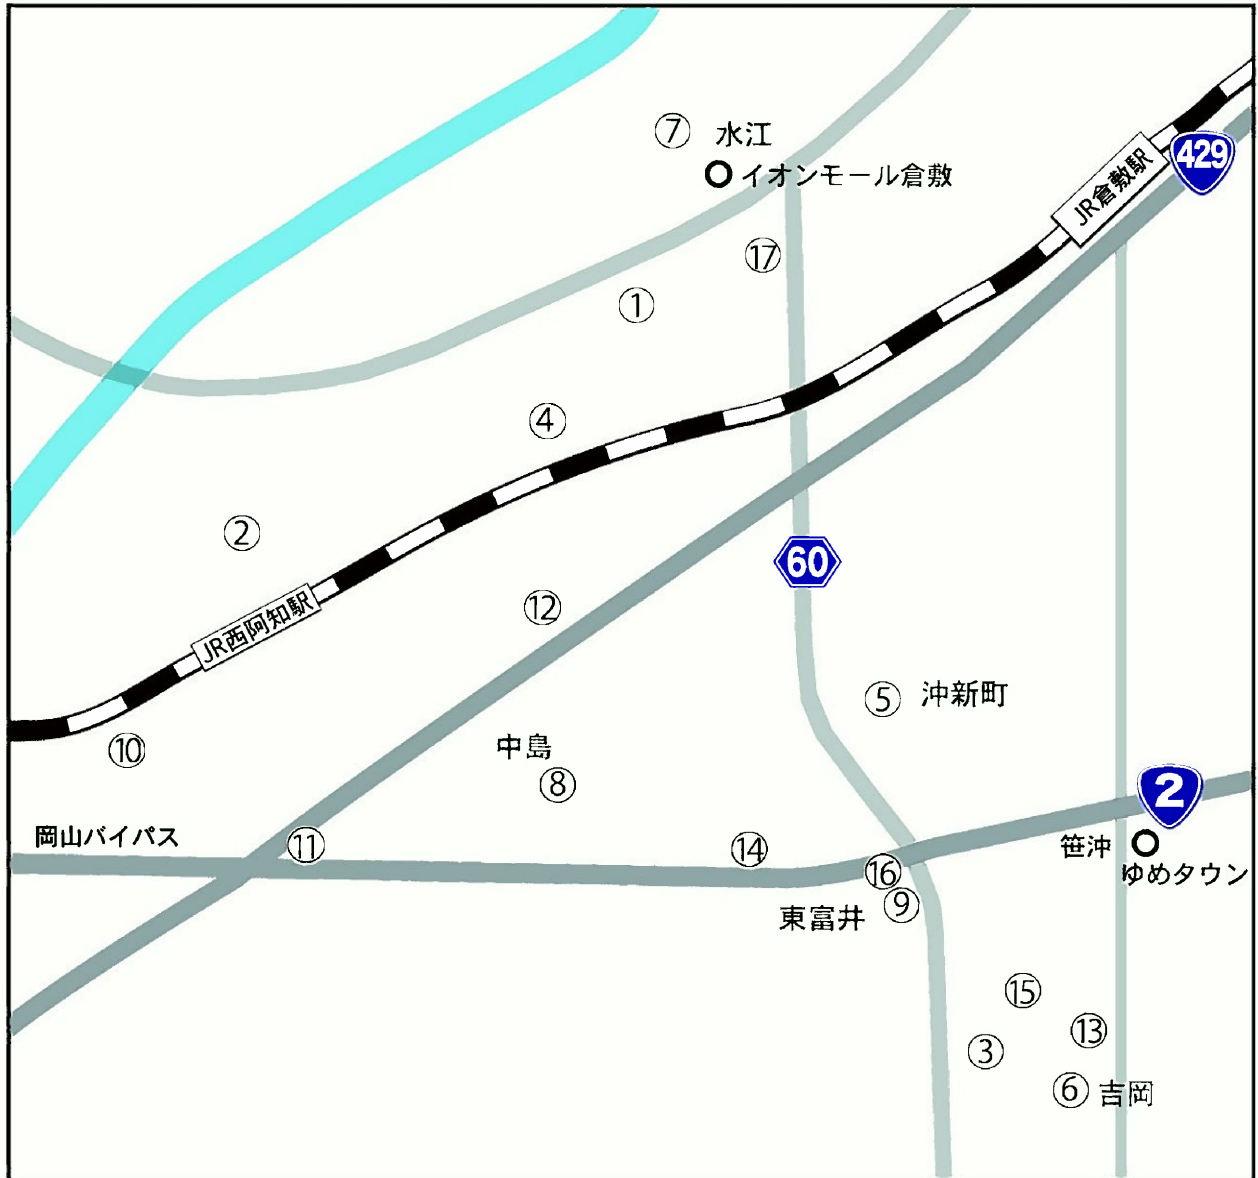 ⑦ 水江
イオンモール倉敷
429
JR倉敷駅
⑰
①
④
②
60
⑫
JR西阿知駅
⑤ 沖新町
⑩
中島
⑧
2
岡山バイパス
⑪
⑭
笹沖
ゆめタウン
⑯
⑨
東富井
⑮
⑬
③
⑥ 吉岡